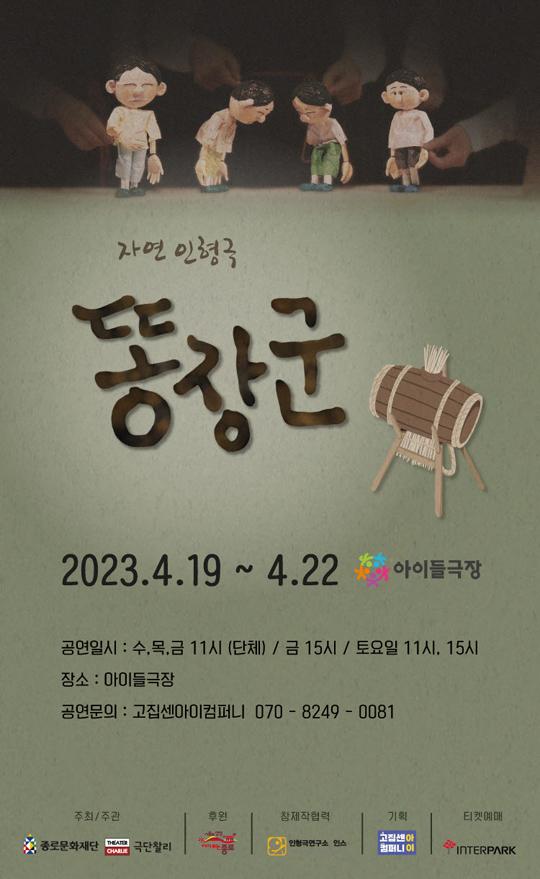 자연 인형극
똥장군
2023.4.19 ~ 4.22 아이들극장
공연일시 : 수,목,금 11시 (단체) / 금 15시 / 토요일 11시, 15시
장소 : 아이들극장
공연문의 : 고집센아이컴퍼니 070 - 8249 - 0081
주최/주관 후원 창제작협력 기획 티켓예매
종로문화재단 THEATER CHARLIE 극단찰리 종로 인형극연구소 인스 고집센아이컴퍼니 INTERPARK